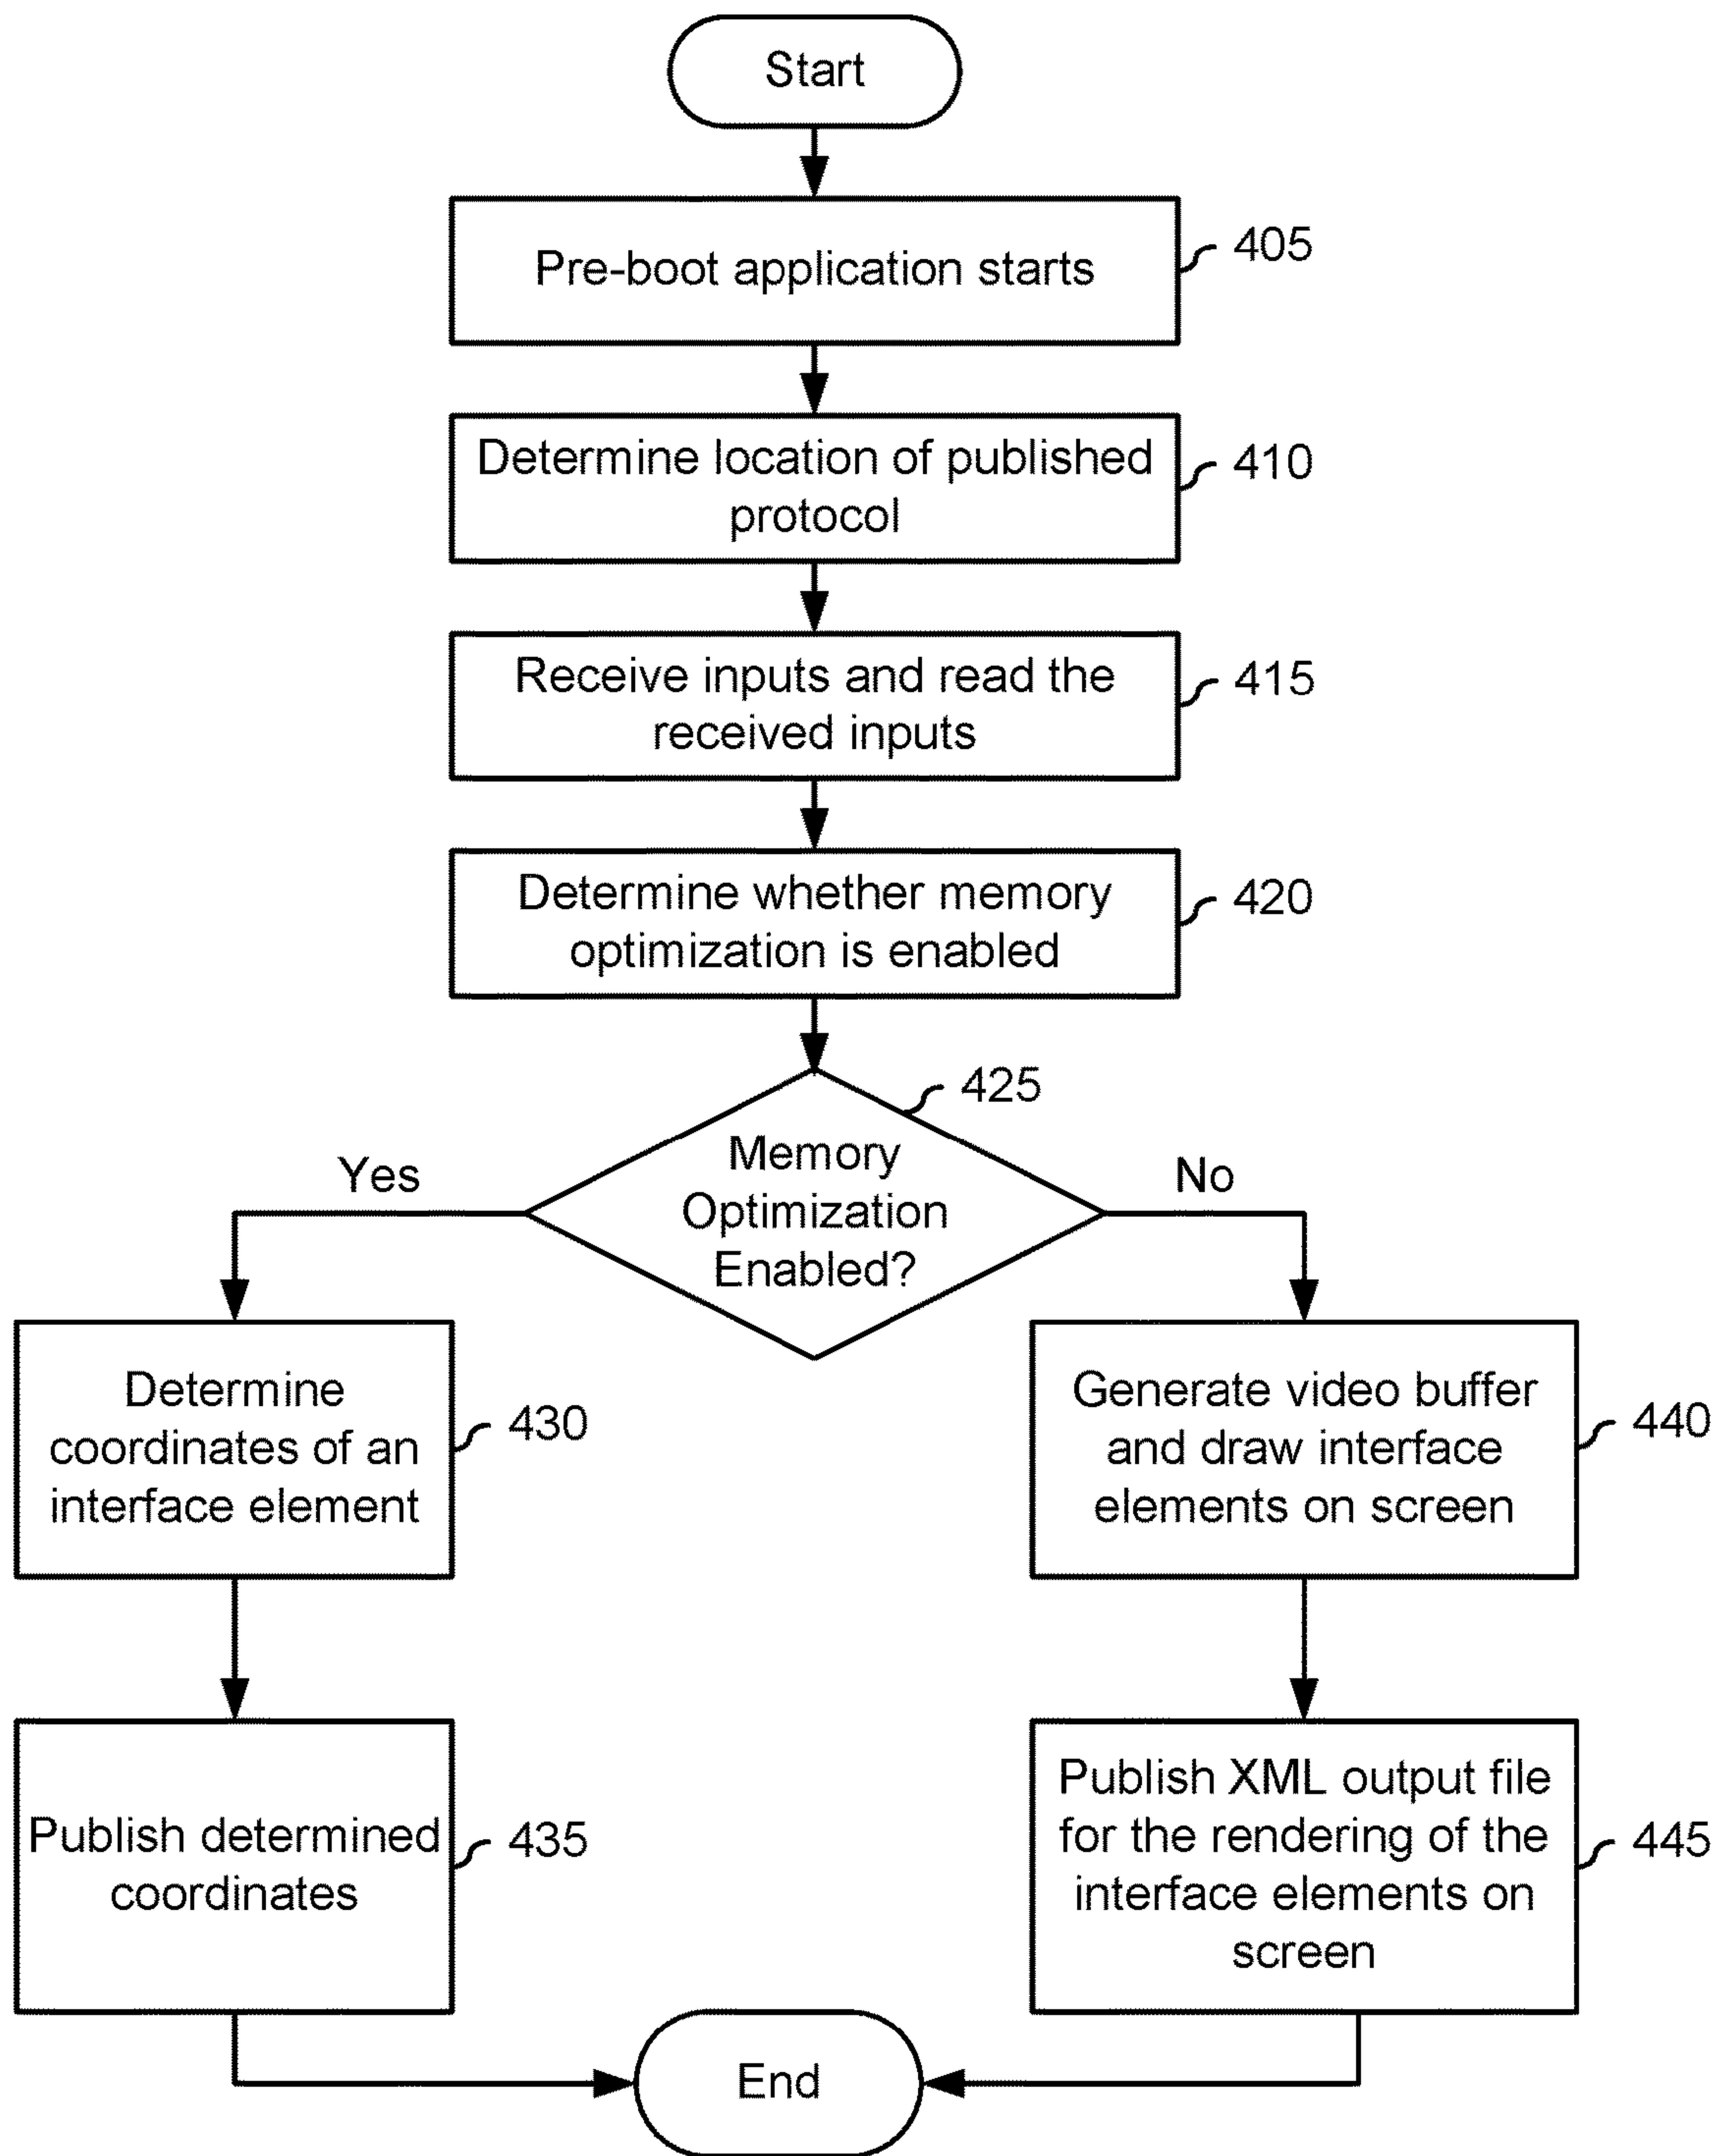 Start
Pre-boot application starts
405
Determine location of published
protocol
410
Receive inputs and read the
received inputs
415
Determine whether memory
optimization is enabled
420
425
Memory
Optimization
Enabled?
Yes
No
Determine
coordinates of an
interface element
430
Generate video buffer
and draw interface
elements on screen
440
Publish determined
coordinates
435
Publish XML output file
for the rendering of the
interface elements on
screen
445
End